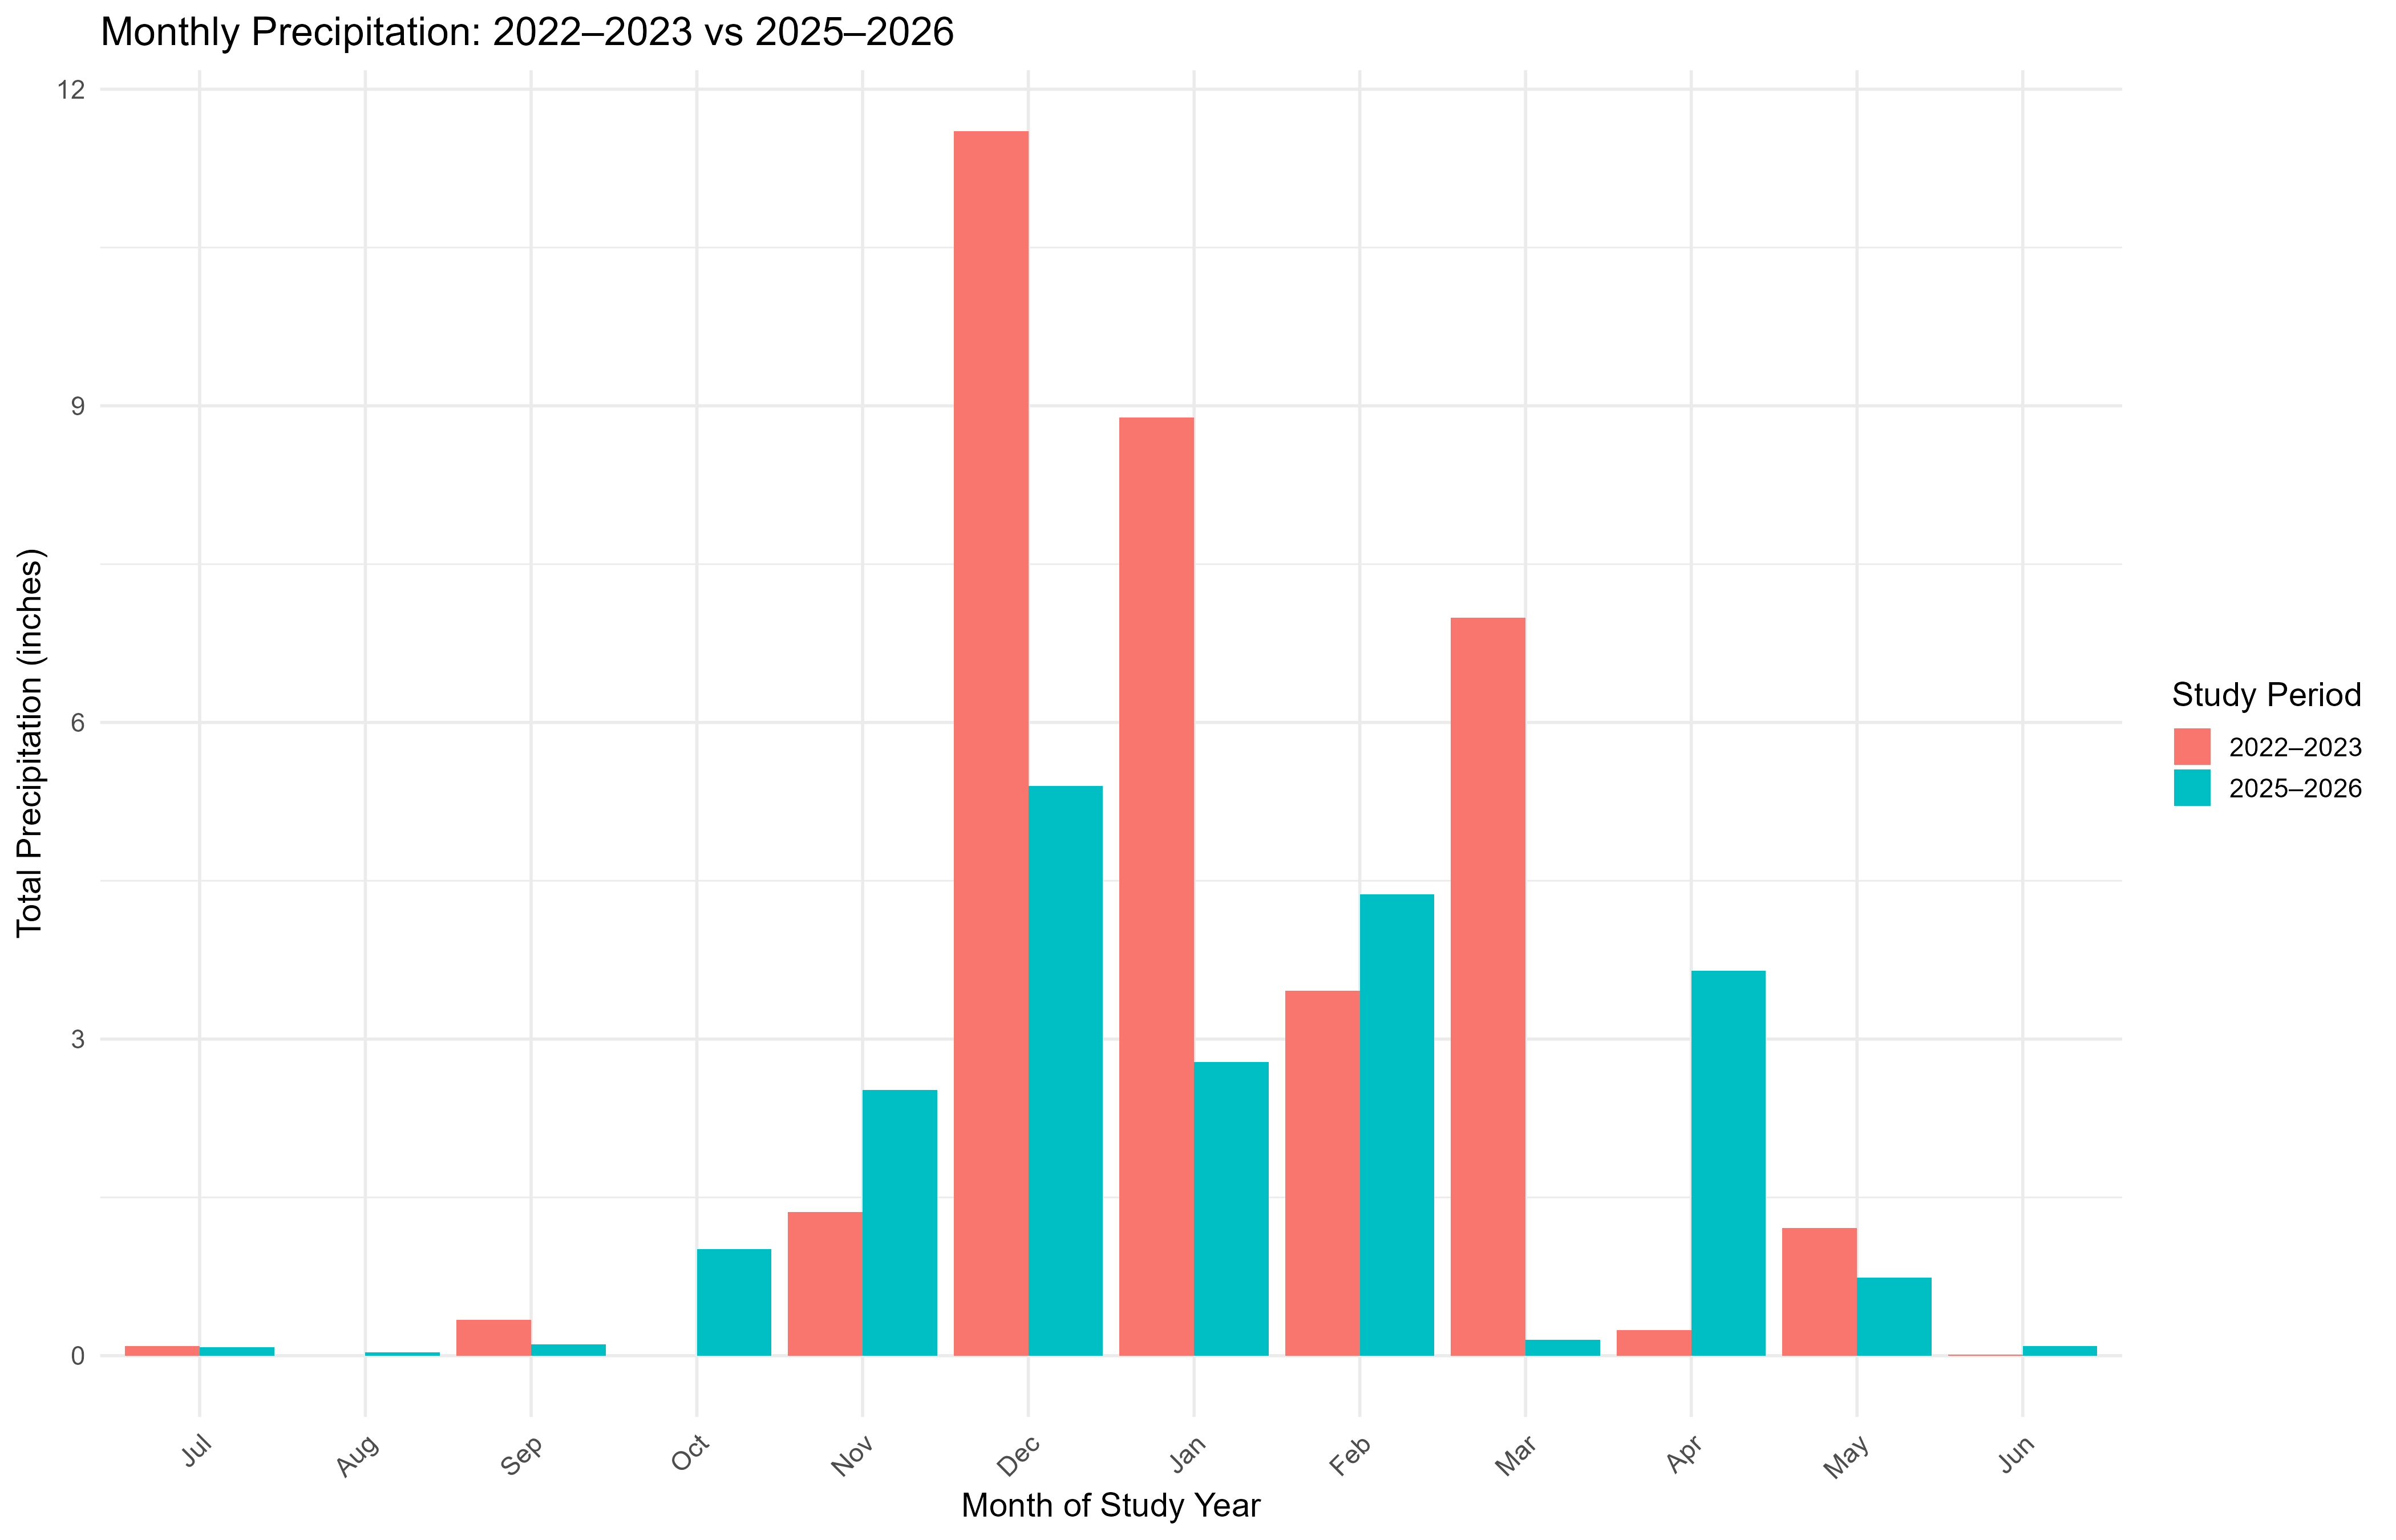 Monthly Precipitation: 2022–2023 vs 2025–2026
12
9
6
3
0
Total Precipitation (inches)
Jul
Aug
Sep
Oct
Nov
Dec
Jan
Feb
Mar
Apr
May
Jun
Month of Study Year
Study Period
2022–2023
2025–2026